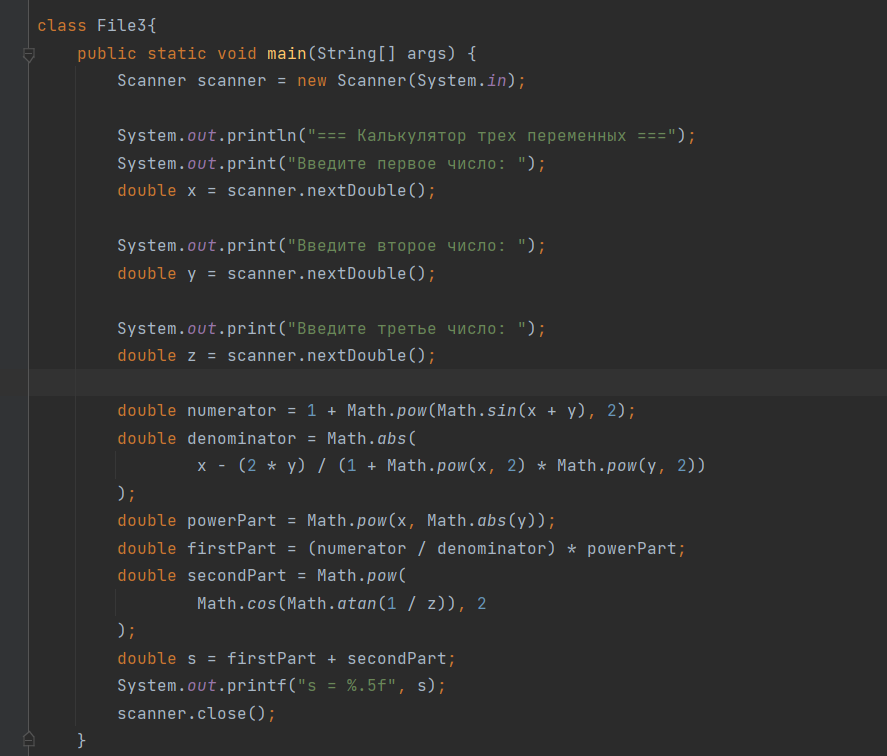 class File3{
    public static void main(String[] args) {
        Scanner scanner = new Scanner(System.in);
        System.out.println("=== Калькулятор трех переменных ===");
        System.out.print("Введите первое число: ");
        double x = scanner.nextDouble();
        System.out.print("Введите второе число: ");
        double y = scanner.nextDouble();
        System.out.print("Введите третье число: ");
        double z = scanner.nextDouble();
        double numerator = 1 + Math.pow(Math.sin(x + y), 2);
        double denominator = Math.abs(
                x - (2 * y) / (1 + Math.pow(x, 2) * Math.pow(y, 2))
        );
        double powerPart = Math.pow(x, Math.abs(y));
        double firstPart = (numerator / denominator) * powerPart;
        double secondPart = Math.pow(
                Math.cos(Math.atan(1 / z)), 2
        );
        double s = firstPart + secondPart;
        System.out.printf("s = %.5f", s);
        scanner.close();
    }